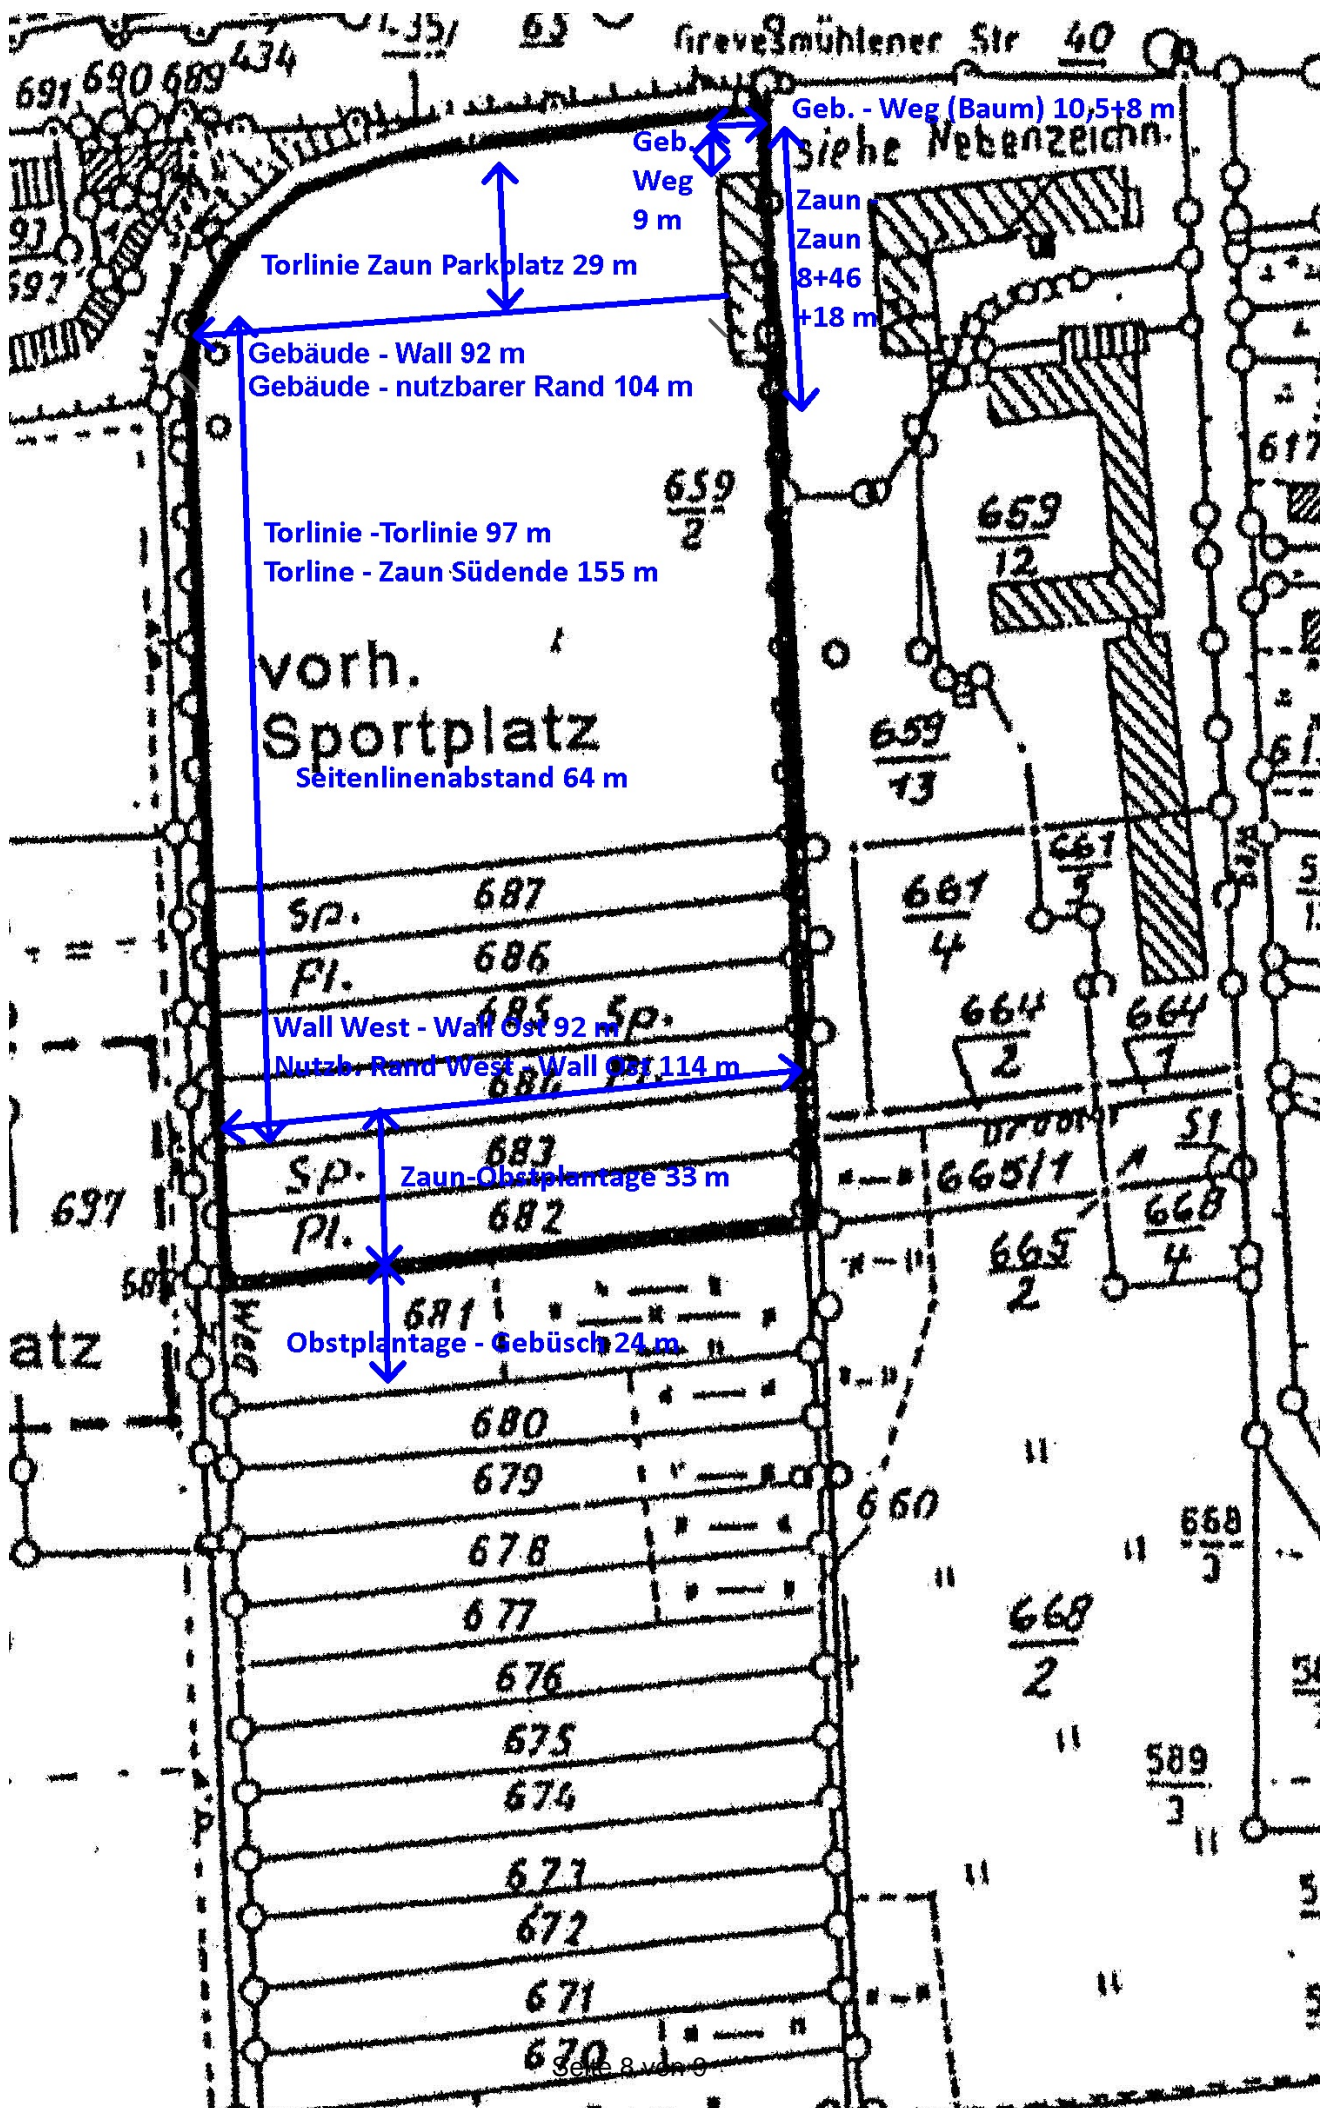 65
Grevesmühlener Str 40
691 690 689 434
Geb. - Weg (Baum) 10,5+8 m
siehe Nebenzeichn.
Geb.
Weg
9 m
Zaun -
Zaun
8+46
+18 m
Torlinie Zaun Parkplatz 29 m
Gebäude - Wall 92 m
Gebäude - nutzbarer Rand 104 m
617
659
2
659
12
Torlinie -Torlinie 97 m
Torline - Zaun Südende 155 m
vorh.
Sportplatz
659
13
Seitenlinenabstand 64 m
687
Sp.
661
4
686
Pl.
685 Sp.
664
2
664
1
Wall West - Wall Ost 92 m
Nutzb. Rand West - Wall Ost 114 m
684 Pl.
683
Sp.
51
Zaun-Obstplantage 33 m
665/1
697
682
Pl.
668
4
665
2
681
Weg
atz
Obstplantage - Gebüsch 24 m
680
679
660
678
668
3
677
668
2
676
675
589
3
674
673
672
671
670
Seite 8 von 9